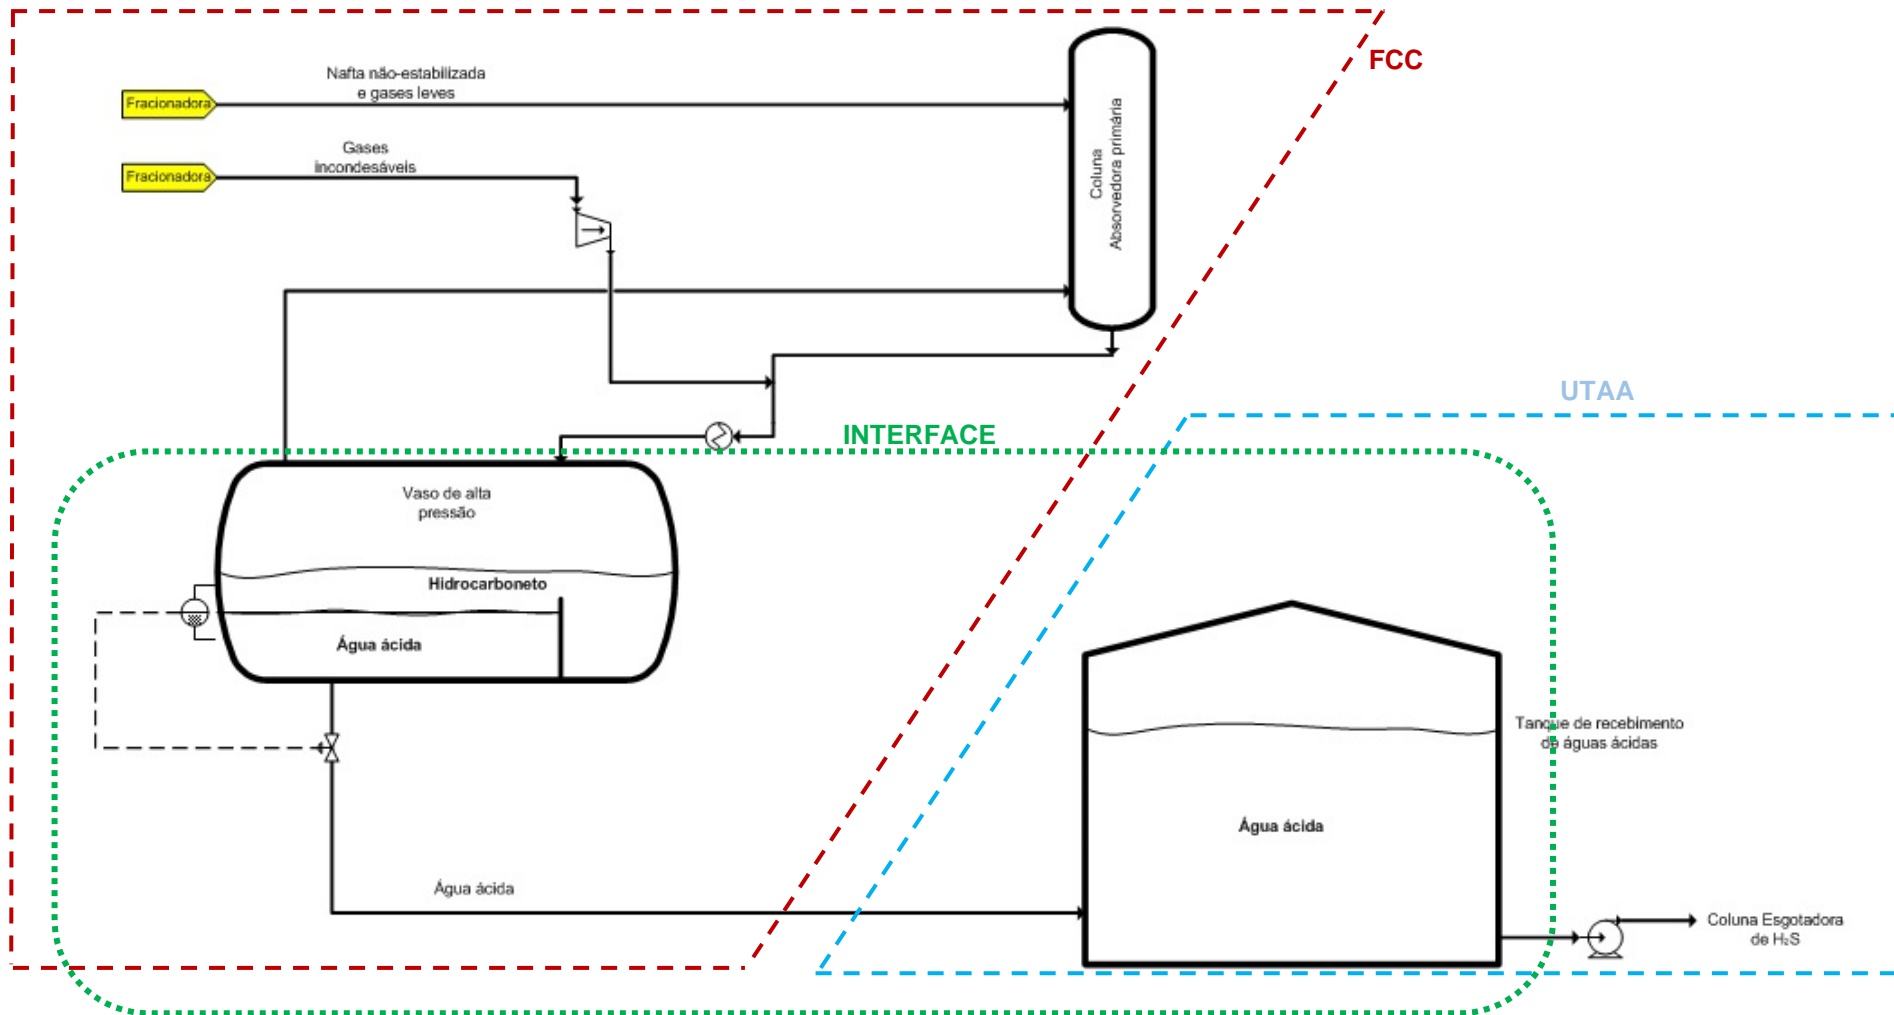 FCC
Nafta não-estabilizada
e gases leves
Fracionadora
Gases
incondesáveis
Fracionadora
Coluna
Absorvedora primária
UTAA
INTERFACE
Vaso de alta
pressão
Hidrocarboneto
Água ácida
Tanque de recebimento
de águas ácidas
Água ácida
Água ácida
Coluna Esgotadora
de H₂S